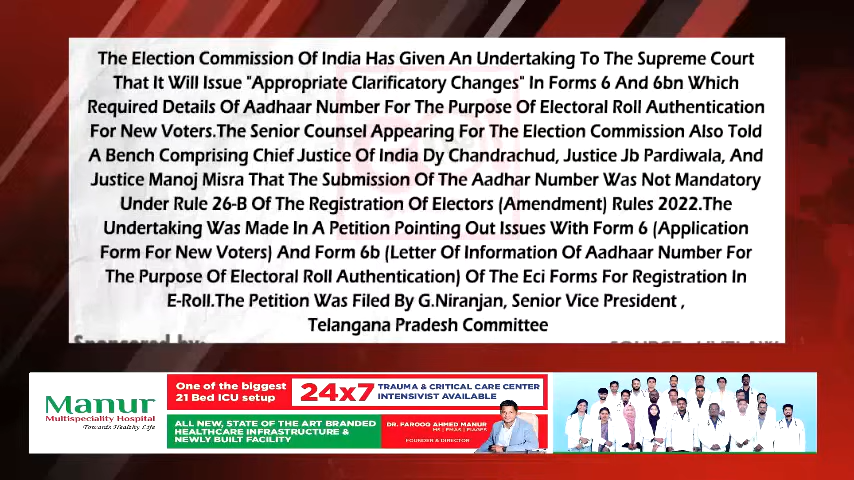 The Election Commission Of India Has Given An Undertaking To The Supreme Court
That It Will Issue "Appropriate Clarificatory Changes" In Forms 6 And 6bn Which
Required Details Of Aadhaar Number For The Purpose Of Electoral Roll Authentication
For New Voters.The Senior Counsel Appearing For The Election Commission Also Told
A Bench Comprising Chief Justice Of India Dy Chandrachud, Justice Jb Pardiwala, And
Justice Manoj Misra That The Submission Of The Aadhar Number Was Not Mandatory
Under Rule 26-B Of The Registration Of Electors (Amendment) Rules 2022.The
Undertaking Was Made In A Petition Pointing Out Issues With Form 6 (Application
Form For New Voters) And Form 6b (Letter Of Information Of Aadhaar Number For
The Purpose Of Electoral Roll Authentication) Of The Eci Forms For Registration In
E-Roll.The Petition Was Filed By G.Niranjan, Senior Vice President ,
Telangana Pradesh Committee
Sponsored by:
Manur
Multispeciality Hospital
Towards Healthy Life
One of the biggest
21 Bed ICU setup
24x7
TRAUMA & CRITICAL CARE CENTER
INTENSIVIST AVAILABLE
ALL NEW, STATE OF THE ART BRANDED
HEALTHCARE INFRASTRUCTURE &
NEWLY BUILT FACILITY
DR. FAROOQ AHMED MANUR
FOUNDER & DIRECTOR